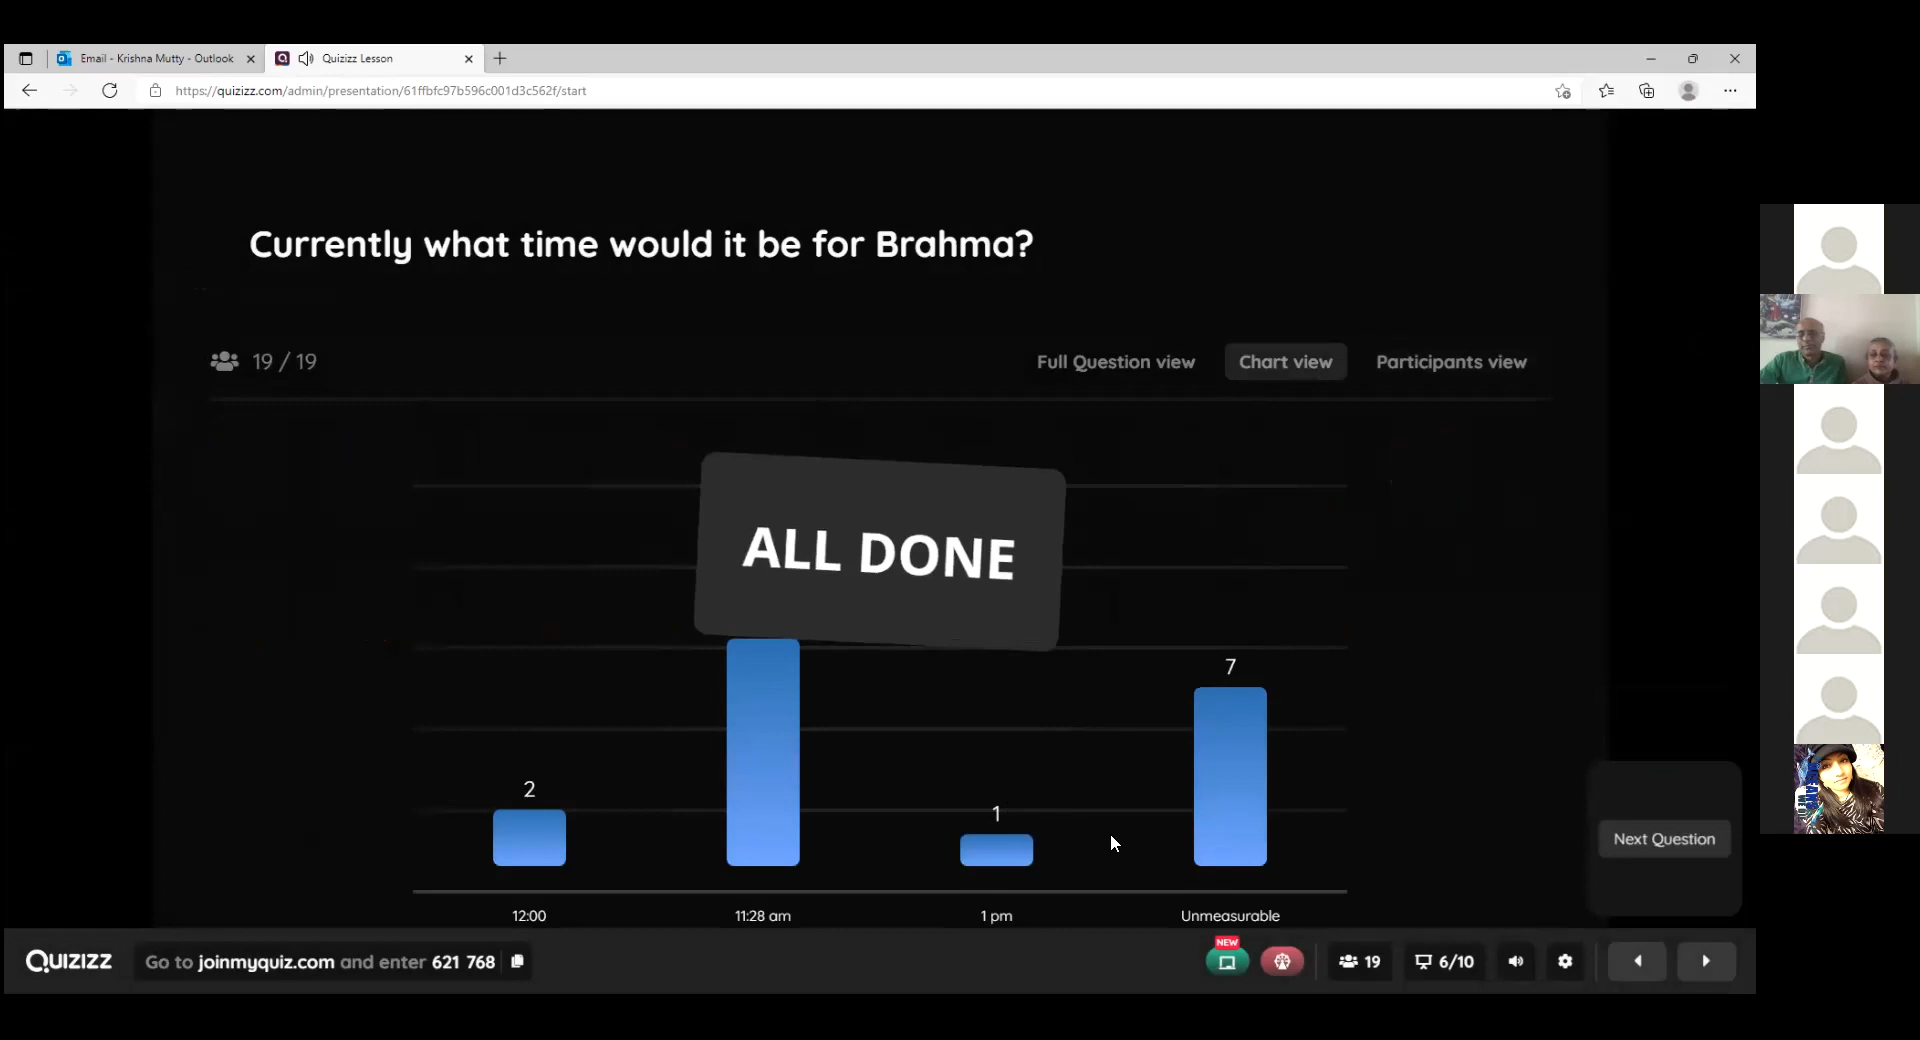 Email - Krishna Mutty - Outlook
Quizizz Lesson
https://quizizz.com/admin/presentation/61ffbfc97b596c001d3c562f/start
Currently what time would it be for Brahma?
19 / 19
Full Question view
Chart view
Participants view
ALL DONE
7
2
1
Next Question
12:00
11:28 am
1 pm
Unmeasurable
QUIZIZZ
Go to joinmyquiz.com and enter 621 768
NEW
19
6/10